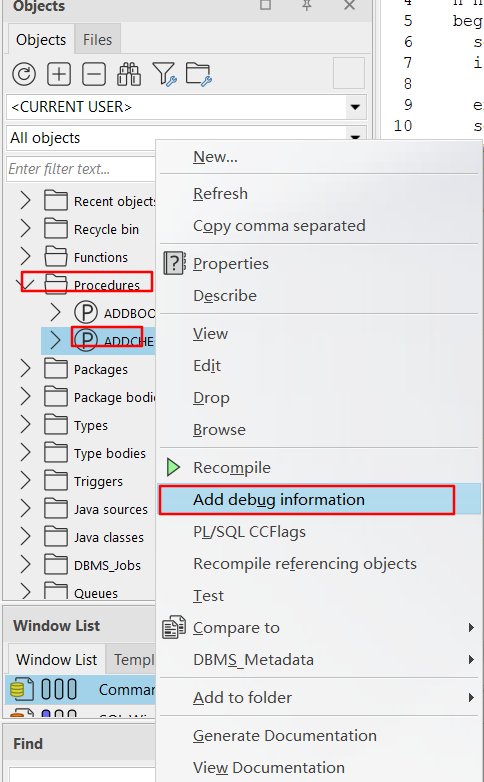 Objects
Objects Files
<CURRENT USER>
All objects
Enter filter text...
Recent objects
Recycle bin
Functions
Procedures
ADDBOO
ADDCHE
Packages
Package bodie
Types
Type bodies
Triggers
Java sources
Java classes
DBMS_Jobs
Queues
Window List
Window List Templ
Comman
Find
5 beg
6 s
7 i
8
9 e
10 s
New...
Refresh
Copy comma separated
Properties
Describe
View
Edit
Drop
Browse
Recompile
Add debug information
PL/SQL CCFlags
Recompile referencing objects
Test
Compare to
DBMS_Metadata
Add to folder
Generate Documentation
View Documentation